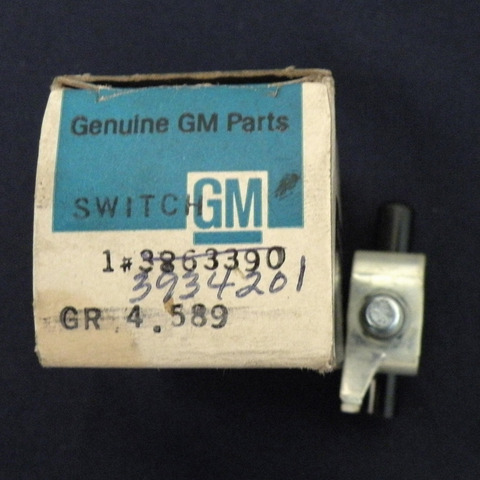 Genuine GM Parts
SWITCH GM
1#3863390
3934201
GR 4.589